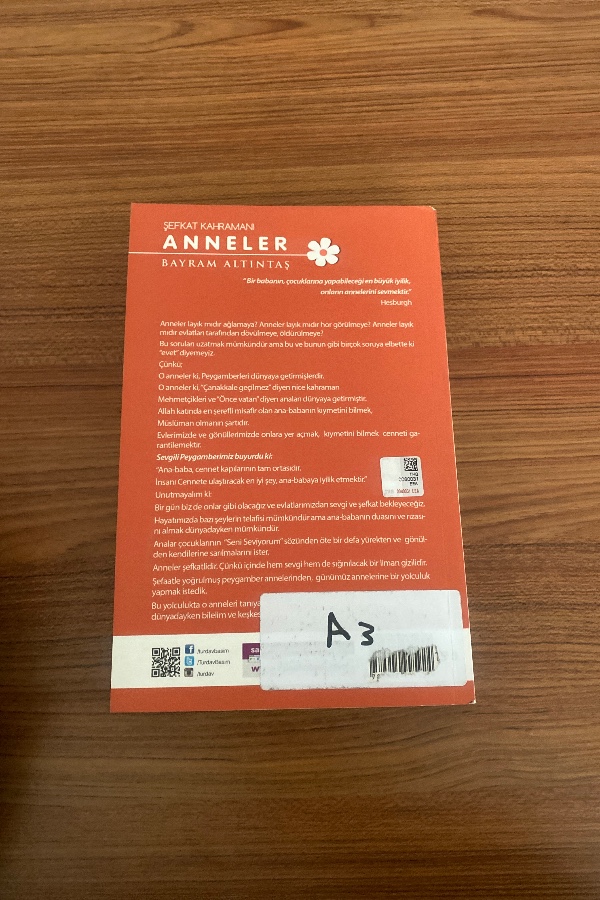 ŞEFKAT KAHRAMANI
ANNELER
BAYRAM ALTINTAŞ
"Bir babanın, çocuklarına yapabileceği en büyük iyilik,
onların annelerini sevmektir."
Hesburgh
Anneler layık mıdır ağlamaya? Anneler layık mıdır hor görülmeye? Anneler layık
mıdır evlatları tarafından dövülmeye, öldürülmeye?
Bu soruları uzatmak mümkündür ama bu ve bunun gibi birçok soruya elbette ki
"evet" diyemeyiz.
Çünkü;
O anneler ki, Peygamberleri dünyaya getirmişlerdir.
O anneler ki, "Çanakkale geçilmez" diyen nice kahraman
Mehmetçikleri ve "Önce vatan" diyen anaları dünyaya getirmiştir.
Allah katında en şerefli misafir olan ana-babanın kıymetini bilmek,
Müslüman olmanın şartıdır.
Evlerimizde ve gönüllerimizde onlara yer açmak, kıymetini bilmek cenneti ga-
rantilemektir.
Sevgili Peygamberimiz buyurdu ki:
"Ana-baba, cennet kapılarının tam ortasıdır.
İnsanı Cennete ulaştıracak en iyi şey, ana-babaya iyilik etmektir."
Unutmayalım ki:
Bir gün biz de onlar gibi olacağız ve evlatlarımızdan sevgi ve şefkat bekleyeceğiz.
Hayatımızda bazı şeylerin telafisi mümkündür ama ana-babanın duasını ve rızası-
nı almak dünyadayken mümkündür.
Analar çocuklarının "Seni Seviyorum" sözünden öte bir defa yürekten ve gönül-
den kendilerine sarılmalarını ister.
Anneler şefkatlidir. Çünkü içinde hem sevgi hem de sığınılacak bir liman gizilidir.
Şefaatle yoğrulmuş peygamber annelerinden, günümüz annelerine bir yolculuk
yapmak istedik.
Bu yolculukta o anneleri tanıya
dünyadayken bilelim ve keşkes
A3
/turdavbasim
/Turdavbasim
/turdav